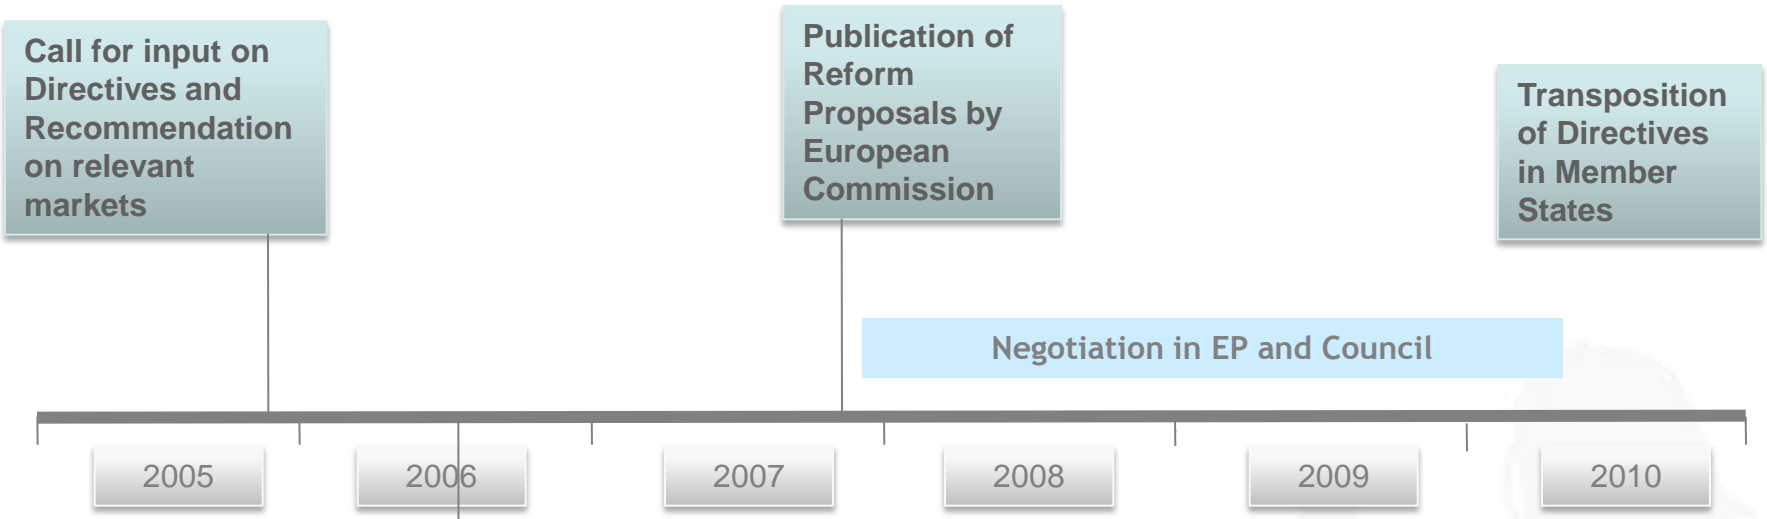 Call for input on
Directives and
Recommendation
on relevant
markets
Publication of
Reform
Proposals by
European
Commission
Transposition
of Directives
in Member
States
Negotiation in EP and Council
2005
2006
2007
2008
2009
2010